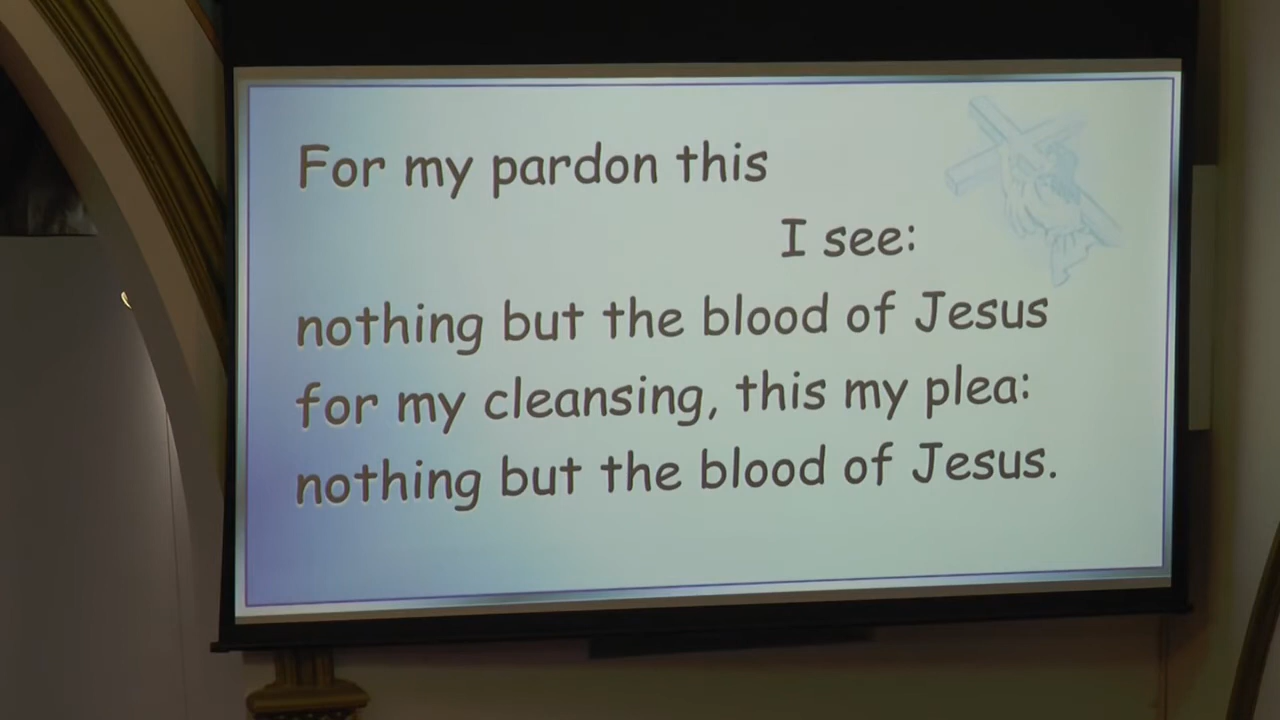 For my pardon this
I see:
nothing but the blood of Jesus
for my cleansing, this my plea:
nothing but the blood of Jesus.